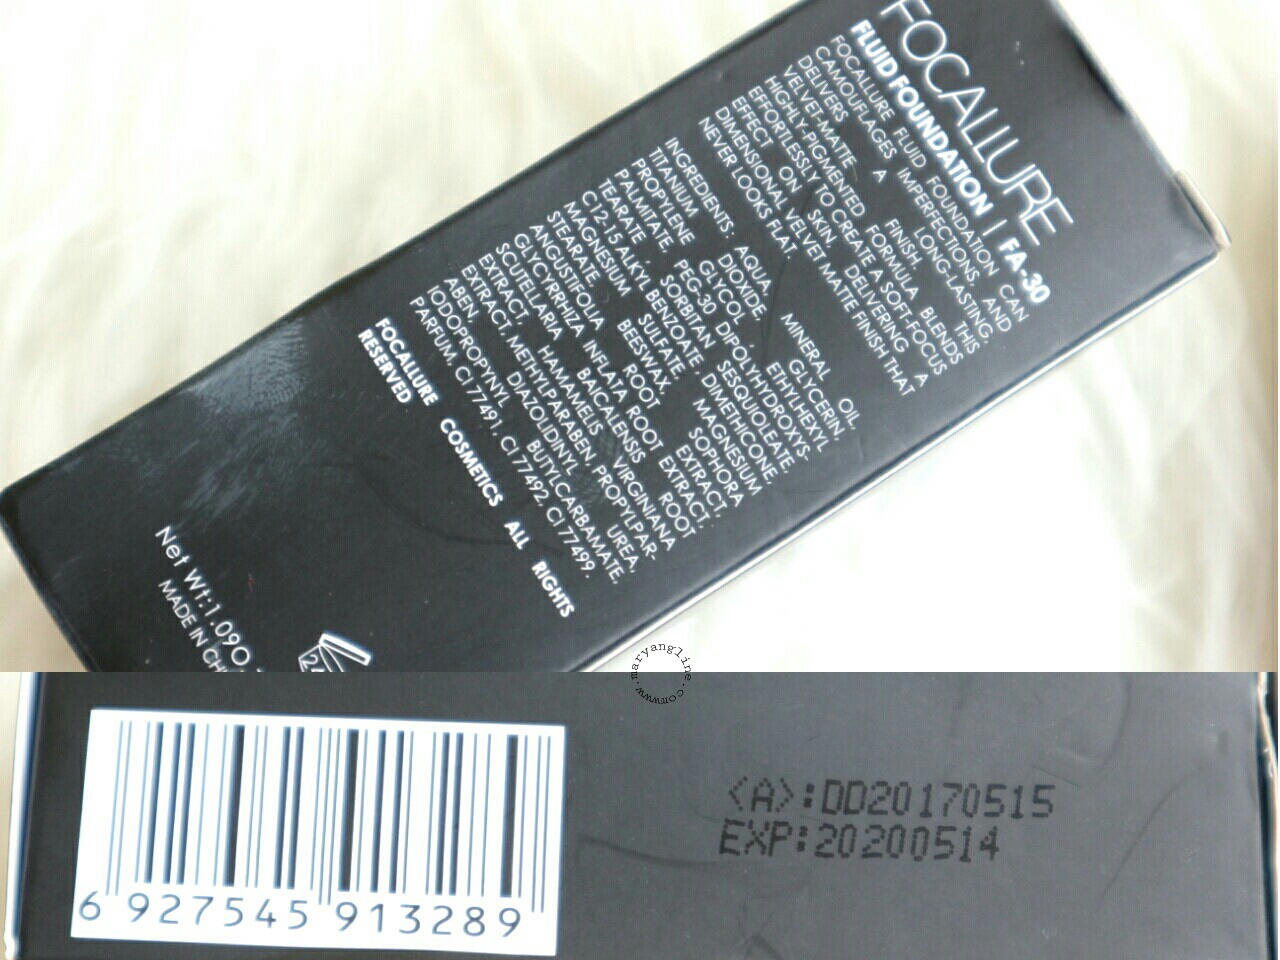 FOCALLURE
FLUID FOUNDATION | FA-30
FOCALLURE FLUID FOUNDATION CAN
CAMOUFLAGES IMPERFECTIONS, AND
DELIVERS A LONG-LASTING,
VELVET-MATTE FINISH THIS
HIGHLY-PIGMENTED FORMULA BLENDS
EFFORTLESSLY TO CREATE A SOFT-FOCUS
EFFECT ON SKIN DELIVERING A
DIMENSIONAL VELVET MATTE FINISH THAT
NEVER LOOKS FLAT.
INGREDIENTS: AQUA, MINERAL OIL,
TITANIUM DIOXIDE, GLYCERIN,
PROPYLENE GLYCOL, ETHYLHEXYL
PALMITATE, PEG-30 DIPOLYHYDROXYS-
TEARATE, SORBITAN SESQUIOLEATE,
C12-15 ALKYL BENZOATE DIMETHICONE,
MAGNESIUM SULFATE, MAGNESIUM
STEARATE, BEESWAX, SOPHORA
ANGUSTIFOLIA ROOT EXTRACT,
GLYCYRRHIZA INFLATA ROOT EXTRACT,
SCUTELLARIA BAICALENSIS ROOT
EXTRACT, HAMAMELIS VIRGINIANA
EXTRACT, METHYLPARABEN, PROPYLPAR-
ABEN, DIAZOLIDINYL UREA,
IODOPROPYNYL BUTYLCARBAMATE,
PARFUM, CI 77491, CI 77492, CI 77499.
FOCALLURE COSMETICS ALL RIGHTS
RESERVED
Net Wt:1.09O
MADE IN CH
www.maryangline.com
6 927545 913289
(A):DD20170515
EXP:20200514